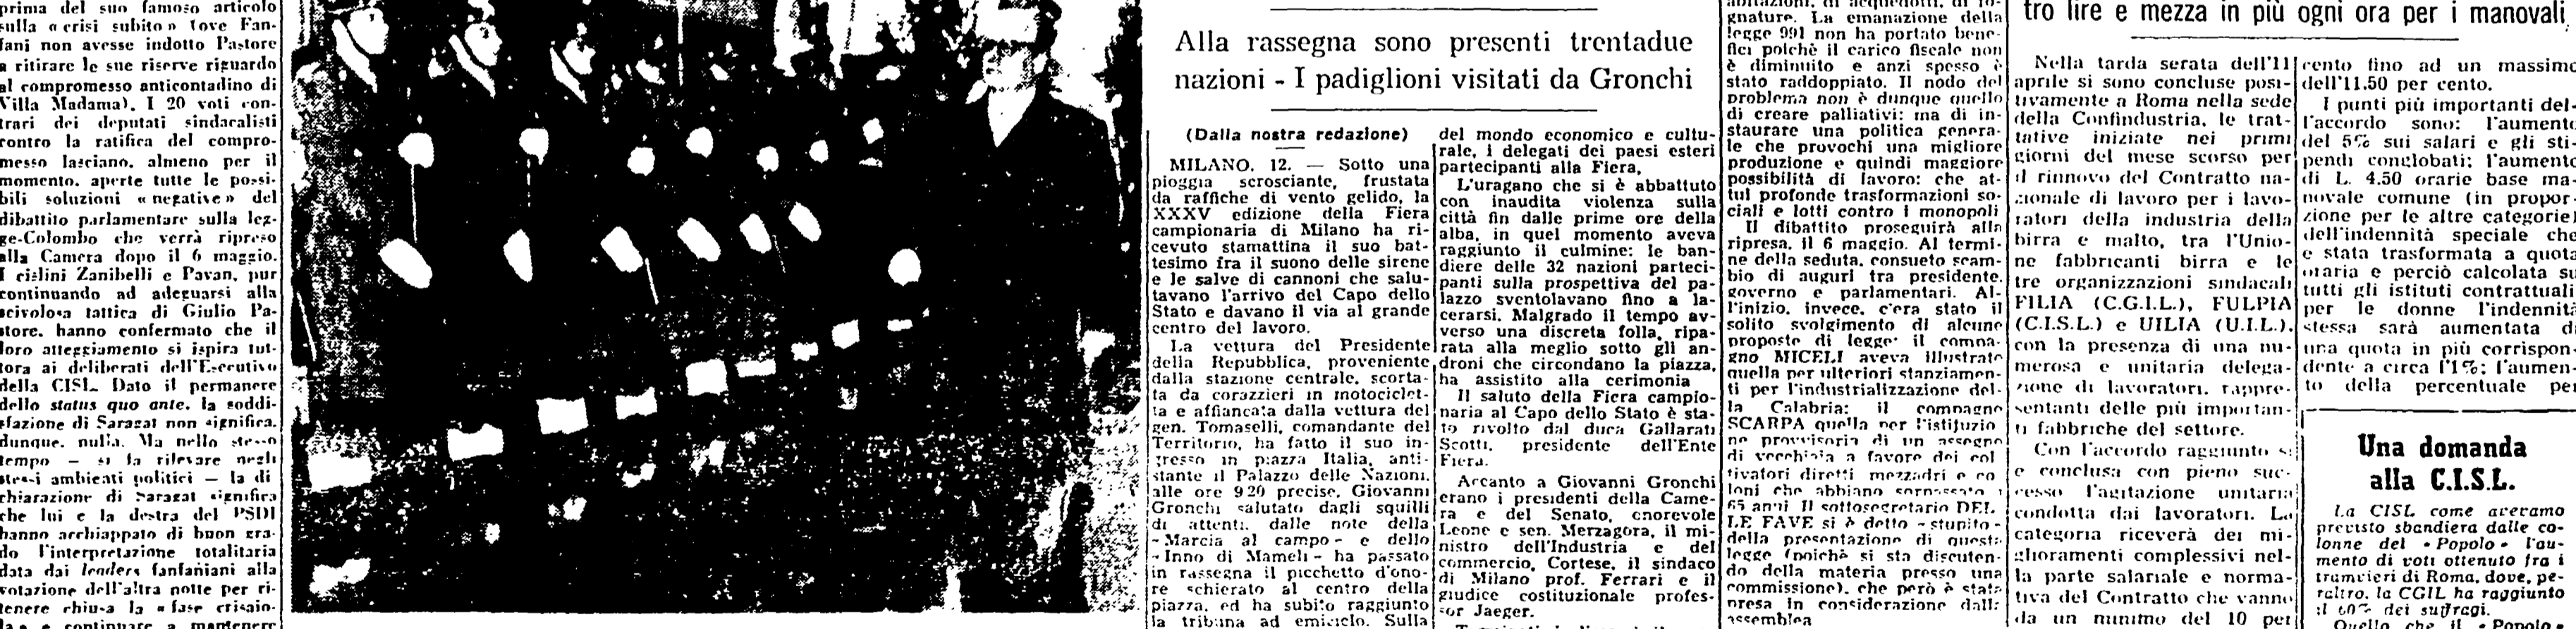 prima del suo famoso articolo
sulla « crisi subito » (ove Fan-
fani non avesse indotto Pastore
a ritirare le sue riserve riguardo
al compromesso anticontadino di
Villa Madama). I 20 voti con-
trari dei deputati sindacalisti
contro la ratifica del compro-
messo lasciano, almeno per il
momento, aperte tutte le possi-
bili soluzioni « negative » del
dibattito parlamentare sulla leg-
ge-Colombo che verrà ripreso
alla Camera dopo il 6 maggio.
I cislini Zanibelli e Pavan, pur
continuando ad adeguarsi alla
scivolosa tattica di Giulio Pa-
store, hanno confermato che il
loro atteggiamento si ispira tut-
tora ai deliberati dell'Esecutivo
della CISL. Dato il permanere
dello status quo ante, la soddi-
sfazione di Saragat non significa,
dunque, nulla. Ma nello stesso
tempo — si fa rilevare negli
stessi ambienti politici — la di-
chiarazione di Saragat significa
che lui e la destra del PSDI
hanno acchiappato di buon gra-
do l'interpretazione totalitaria
data dai leaders fanfaniani alla
votazione dell'altra notte per ri-
tenere chiusa la « fase crisaio-
e continuare a mantenere
Alla rassegna sono presenti trentadue
nazioni - I padiglioni visitati da Gronchi
(Dalla nostra redazione)
MILANO, 12. — Sotto una
pioggia scrosciante, frustata
da raffiche di vento gelido, la
XXXV edizione della Fiera
campionaria di Milano ha ri-
cevuto stamattina il suo bat-
tesimo fra il suono delle sirene
e le salve di cannoni che salu-
tavano l'arrivo del Capo dello
Stato e davano il via al grande
centro del lavoro.
La vettura del Presidente
della Repubblica, proveniente
dalla stazione centrale, scorta-
ta da corazzieri in motociclet-
ta e affiancata dalla vettura del
gen. Tomaselli, comandante del
Territorio, ha fatto il suo in-
gresso in piazza Italia, anti-
stante il Palazzo delle Nazioni,
alle ore 9.20 precise. Giovanni
Gronchi salutato dagli squilli
di attenti, dalle note della
- Marcia al campo - e dello
- Inno di Mameli - ha passato
in rassegna il picchetto d'ono-
re schierato al centro della
piazza, ed ha subito raggiunto
la tribuna ad emiciclo. Sulla
del mondo economico e cultu-
rale, i delegati dei paesi esteri
partecipanti alla Fiera.
L'uragano che si è abbattuto
con inaudita violenza sulla
città fin dalle prime ore della
alba, in quel momento aveva
raggiunto il culmine: le ban-
diere delle 32 nazioni parteci-
panti sulla prospettiva del pa-
lazzo sventolavano fino a la-
cerarsi. Malgrado il tempo av-
verso una discreta folla, ripa-
rata alla meglio sotto gli an-
droni che circondano la piazza,
ha assistito alla cerimonia
Il saluto della Fiera campio-
naria al Capo dello Stato è sta-
to rivolto dal duca Gallarati
Scotti, presidente dell'Ente
Fiera.
Accanto a Giovanni Gronchi
erano i presidenti della Came-
ra e del Senato, onorevole
Leone e sen. Merzagora, il mi-
nistro dell'Industria e del
commercio, Cortese, il sindaco
di Milano prof. Ferrari e il
giudice costituzionale profes-
sor Jaeger.
abitazioni, di acquedotti, di fo-
gnature. La emanazione della
legge 991 non ha portato bene-
fici poichè il carico fiscale non
è diminuito e anzi spesso è
stato raddoppiato. Il nodo del
problema non è dunque quello
di creare palliativi: ma di in-
staurare una politica genera-
le che provochi una migliore
produzione e quindi maggiore
possibilità di lavoro: che at-
tui profonde trasformazioni so-
ciali e lotti contro i monopoli
Il dibattito proseguirà alla
ripresa, il 6 maggio. Al termi-
ne della seduta, consueto scam-
bio di auguri tra presidente,
governo e parlamentari. Al-
l'inizio, invece, c'era stato il
solito svolgimento di alcune
proposte di legge: il compa-
gno MICELI aveva illustrato
quella per ulteriori stanziamen-
ti per l'industrializzazione del-
la Calabria: il compagno
SCARPA quella per l'istituzio
ne provvisoria di un assegno
di vecchiaia a favore dei col
tivatori diretti mezzadri e co
loni che abbiano sorpassato i
65 anni Il sottosegretario DEL-
LE FAVE si è detto - stupito -
della presentazione di questa
legge (poichè si sta discuten-
do della materia presso una
commissione), che però è stata
presa in considerazione dalla
assemblea
tro lire e mezza in più ogni ora per i manovali
Nella tarda serata dell'11
aprile si sono concluse posi-
tivamente a Roma nella sede
della Confindustria, le trat-
tative iniziate nei primi
giorni del mese scorso per
il rinnovo del Contratto na-
zionale di lavoro per i lavo-
ratori della industria della
birra e malto, tra l'Unio-
ne fabbricanti birra e le
tre organizzazioni sindacali
FILIA (C.G.I.L.), FULPIA
(C.I.S.L.) e UILIA (U.I.L.),
con la presenza di una nu-
merosa e unitaria delega-
zione di lavoratori, rappre-
sentanti delle più importan-
ti fabbriche del settore.
Con l'accordo raggiunto si
è conclusa con pieno suc-
cesso l'agitazione unitaria
condotta dai lavoratori. La
categoria riceverà dei mi-
glioramenti complessivi nel-
la parte salariale e norma-
tiva del Contratto che vanno
da un minimo del 10 per
cento fino ad un massimo
dell'11.50 per cento.
I punti più importanti del-
l'accordo sono: l'aumento
del 5% sui salari e gli sti-
pendi conglobati; l'aumento
di L. 4.50 orarie base ma-
novale comune (in propor-
zione per le altre categorie)
dell'indennità speciale che
è stata trasformata a quota
oraria e perciò calcolata su
tutti gli istituti contrattuali
per le donne l'indennità
stessa sarà aumentata di
una quota in più corrispon-
dente a circa l'1%; l'aumen-
to della percentuale per
Una domanda
alla C.I.S.L.
La CISL come avevamo
previsto sbandiera dalle co-
lonne del « Popolo » l'au-
mento di voti ottenuto fra i
tramvieri di Roma, dove, pe-
raltro, la CGIL ha raggiunto
il 60% dei suffragi.
Quello che il « Popolo »